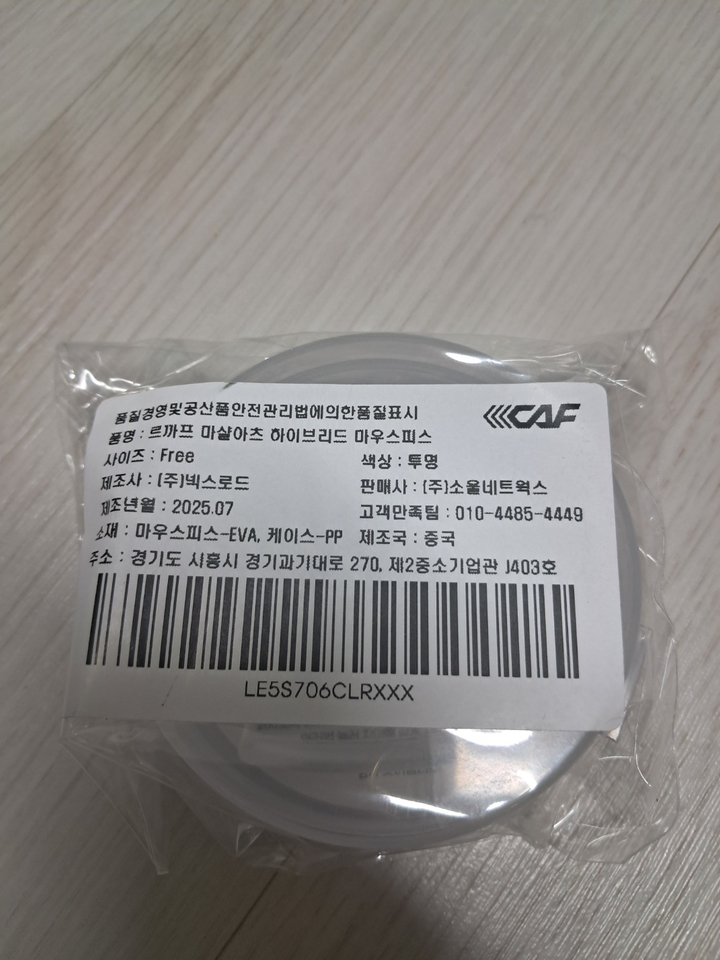 품질경영및공산품안전관리법에의한품질표시
CAF
품명 : 르까프 마샬아츠 하이브리드 마우스피스
사이즈 : Free
색상 : 투명
제조사 : (주)넥스로드
판매사 : (주)소울네트웍스
제조년월 : 2025.07
고객만족팀 : 010-4485-4449
소재 : 마우스피스-EVA, 케이스-PP
제조국 : 중국
주소 : 경기도 시흥시 경기과기대로 270, 제2중소기업관 J403호
LE5S706CLRXXX